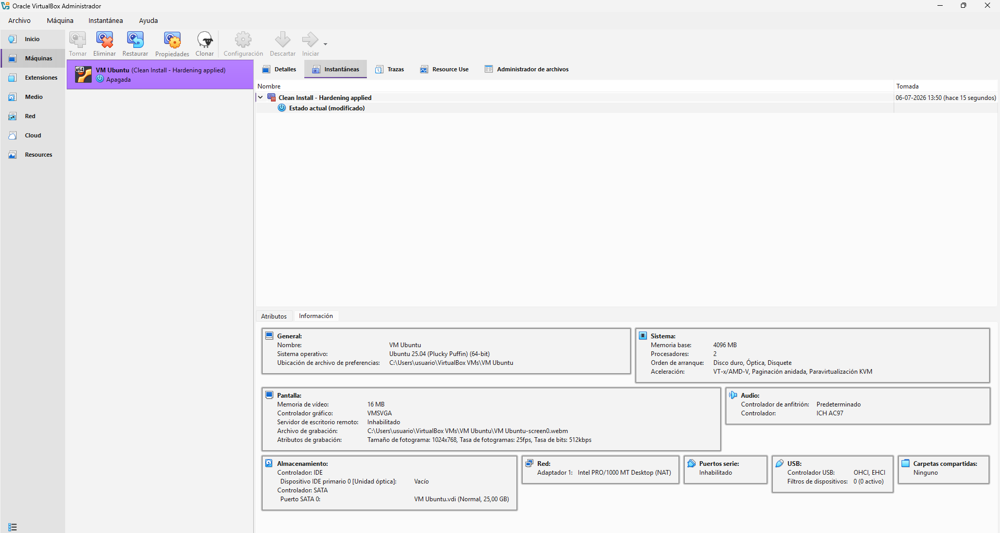 Oracle VirtualBox Administrador
Archivo Máquina Instantánea Ayuda
Inicio
Máquinas
Extensiones
Medio
Red
Cloud
Resources
Tomar Eliminar Restaurar Propiedades Clonar Configuración Descartar Iniciar
x64
VM Ubuntu (Clean Install - Hardening applied)
Apagada
Detalles Instantáneas Trazas Resource Use Administrador de archivos
Nombre Tomada
Clean Install - Hardening applied 06-07-2026 13:50 (hace 15 segundos)
Estado actual (modificado)
Atributos Información
General:
Nombre: VM Ubuntu
Sistema operativo: Ubuntu 25.04 (Plucky Puffin) (64-bit)
Ubicación de archivo de preferencias: C:\Users\usuario\VirtualBox VMs\VM Ubuntu
Sistema:
Memoria base: 4096 MB
Procesadores: 2
Orden de arranque: Disco duro, Óptica, Disquete
Aceleración: VT-x/AMD-V, Paginación anidada, Paravirtualización KVM
Pantalla:
Memoria de vídeo: 16 MB
Controlador gráfico: VMSVGA
Servidor de escritorio remoto: Inhabilitado
Archivo de grabación: C:\Users\usuario\VirtualBox VMs\VM Ubuntu\VM Ubuntu-screen0.webm
Atributos de grabación: Tamaño de fotograma: 1024x768, Tasa de fotogramas: 25fps, Tasa de bits: 512kbps
Audio:
Controlador de anfitrión: Predeterminado
Controlador: ICH AC97
Almacenamiento:
Controlador: IDE
Dispositivo IDE primario 0 [Unidad óptica]: Vacío
Controlador: SATA
Puerto SATA 0: VM Ubuntu.vdi (Normal, 25,00 GB)
Red:
Adaptador 1: Intel PRO/1000 MT Desktop (NAT)
Puertos serie:
Inhabilitado
USB:
Controlador USB: OHCI, EHCI
Filtros de dispositivos: 0 (0 activo)
Carpetas compartidas:
Ninguno